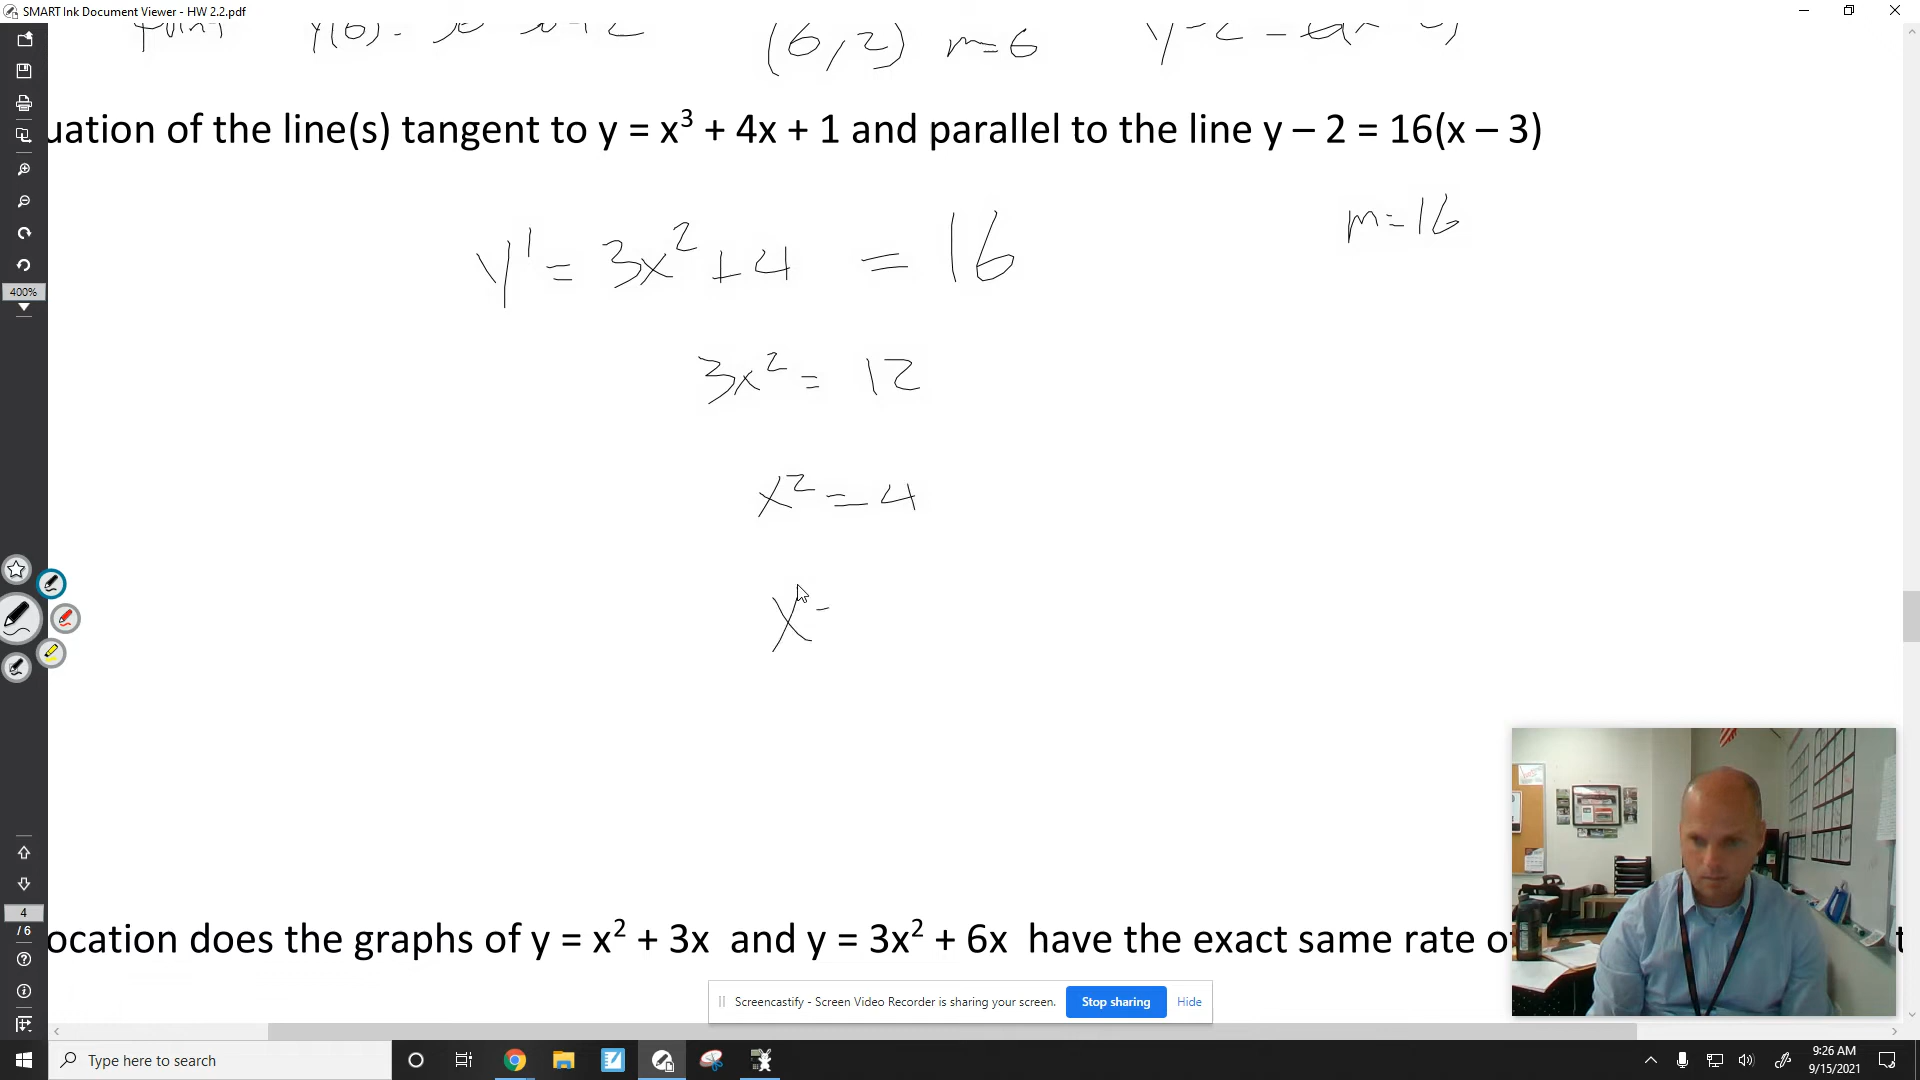 SMART Ink Document Viewer - HW 2.2.pdf
point y(6) =
(6, 2) m=6
uation of the line(s) tangent to y = x³ + 4x + 1 and parallel to the line y – 2 = 16(x – 3)
m=16
y' = 3x² + 4 = 16
400%
3x² = 12
x² = 4
x
4
/ 6
ocation does the graphs of y = x² + 3x and y = 3x² + 6x have the exact same rate o
Screencastify - Screen Video Recorder is sharing your screen. Stop sharing Hide
Type here to search
9:26 AM
9/15/2021